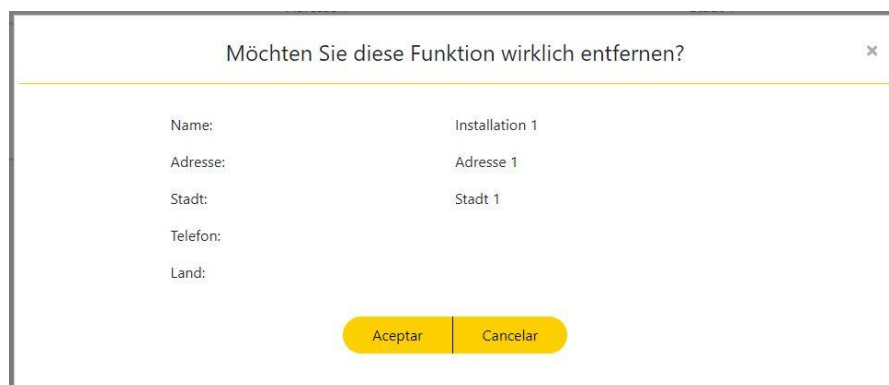 Möchten Sie diese Funktion wirklich entfernen? ×
Name: Installation 1
Adresse: Adresse 1
Stadt: Stadt 1
Telefon:
Land:
Aceptar Cancelar